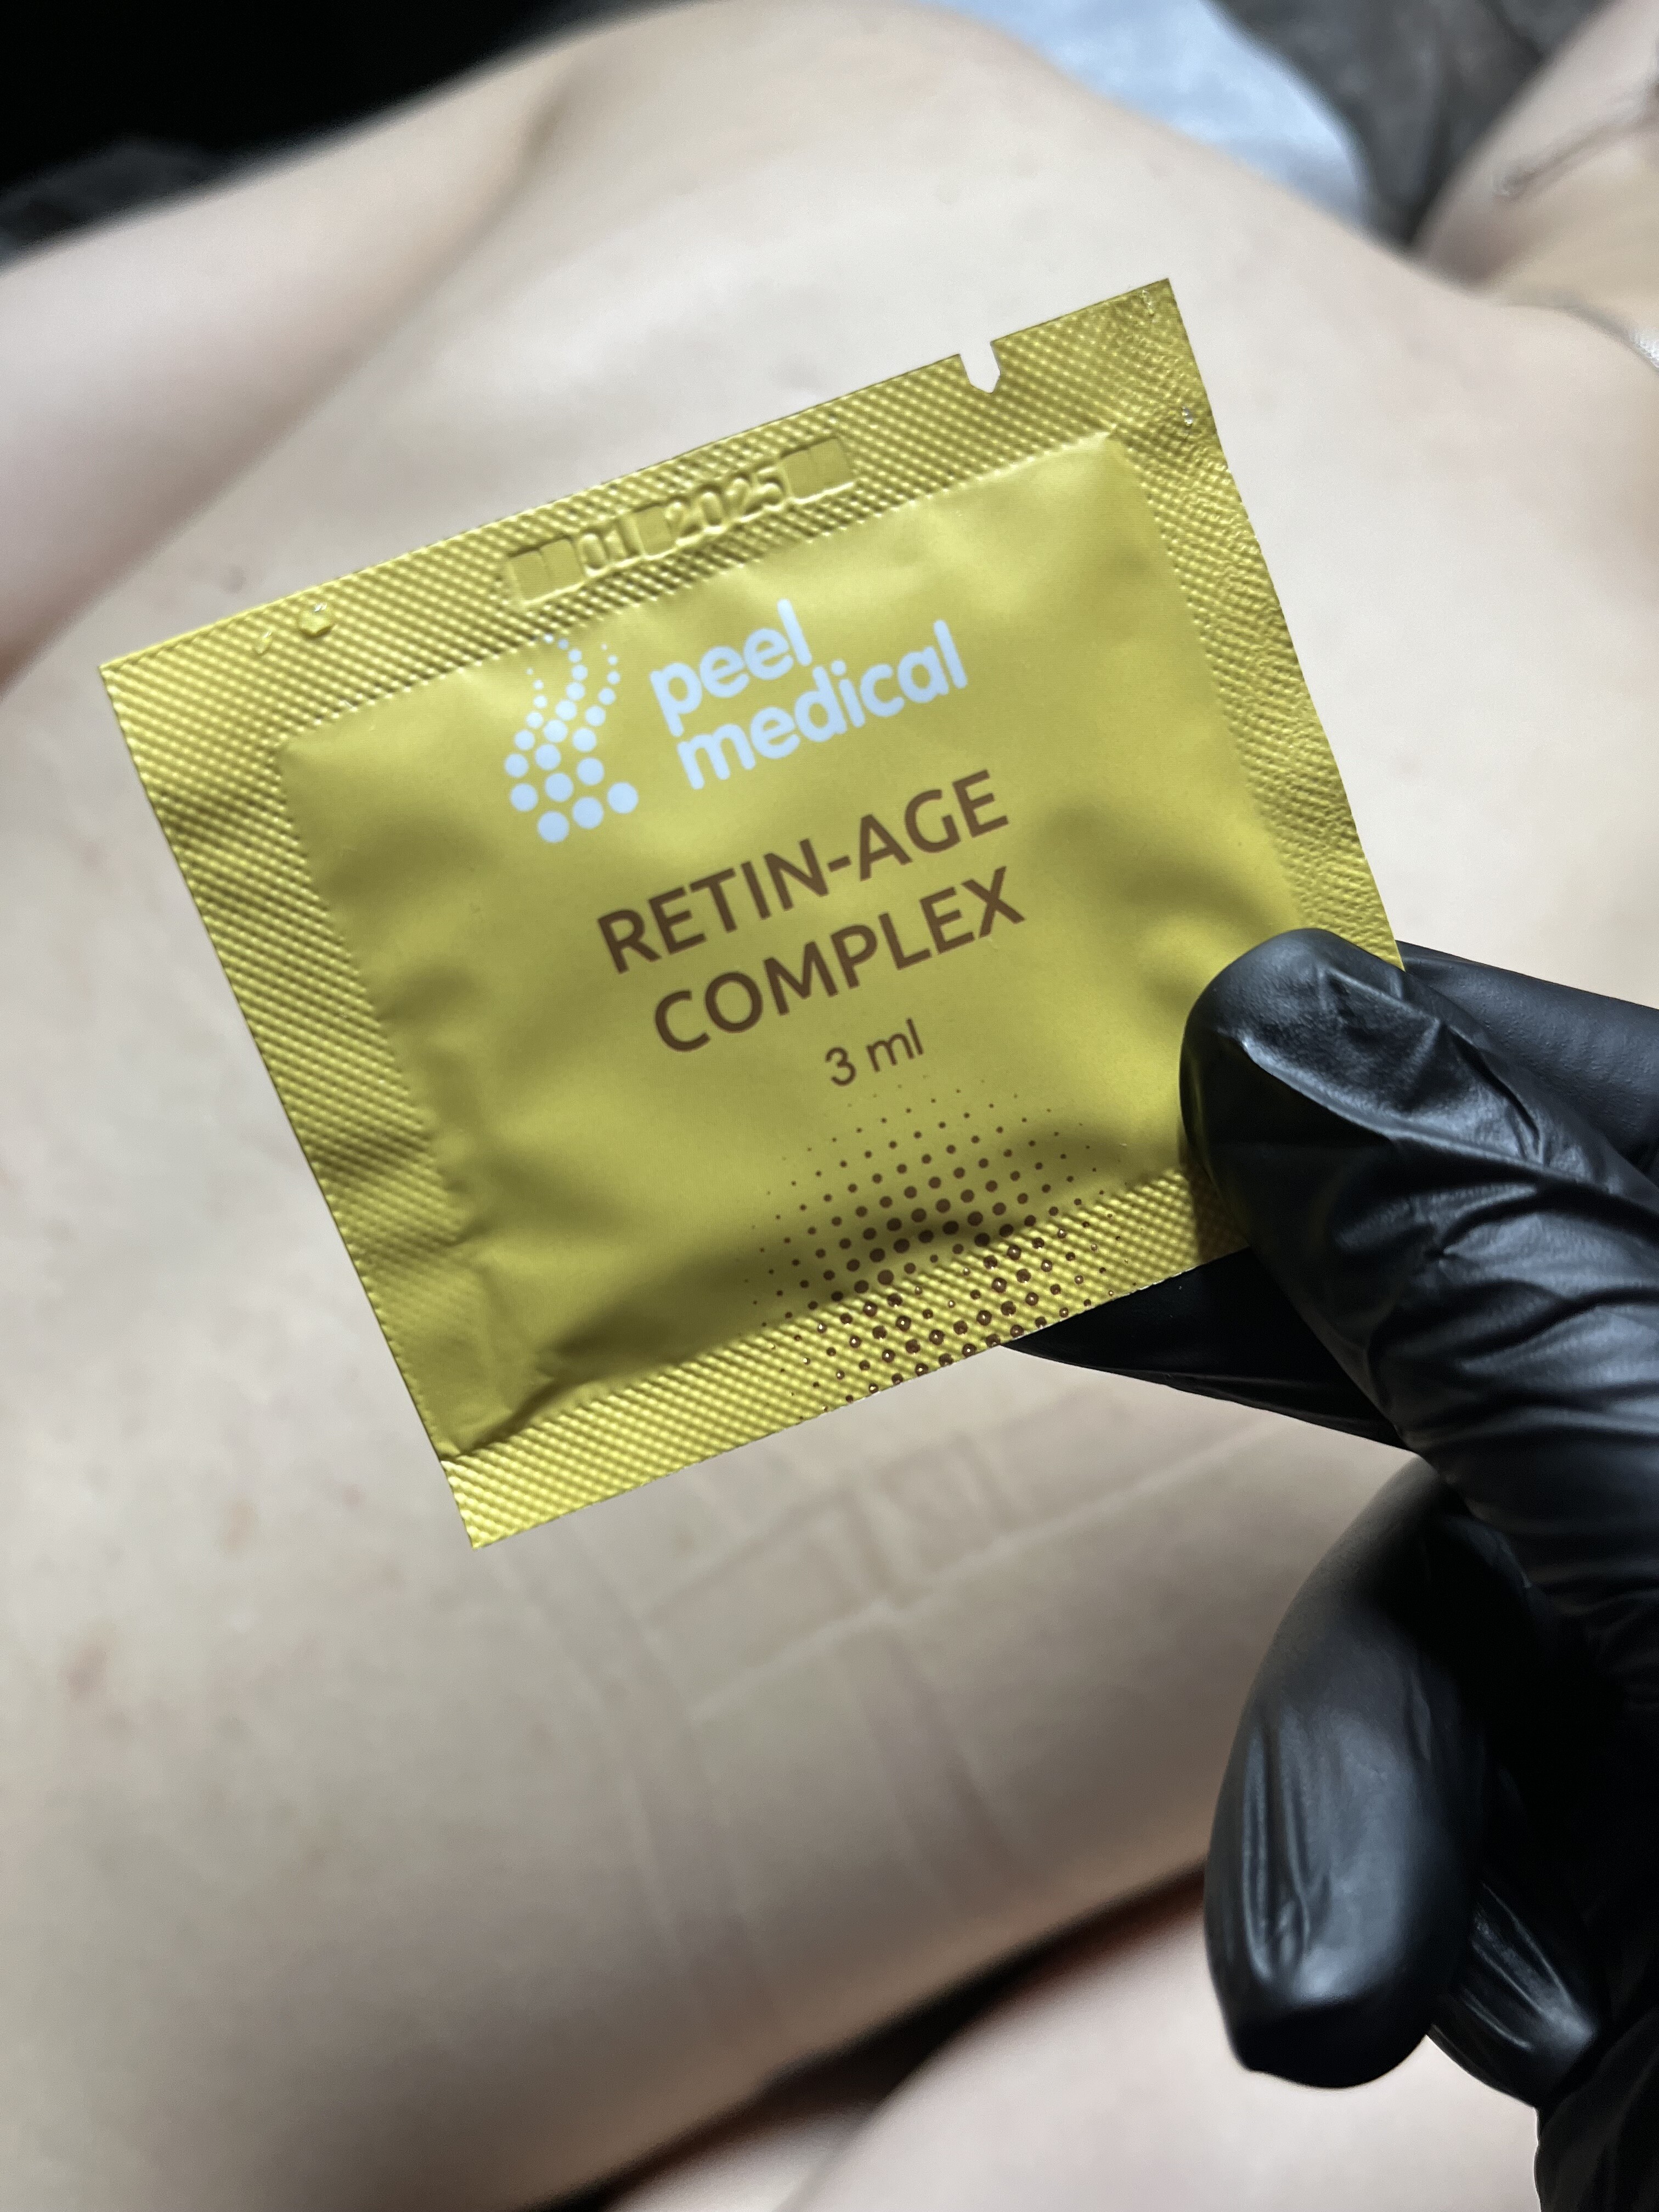 01 2025
peel
medical
RETIN-AGE
COMPLEX
3 ml